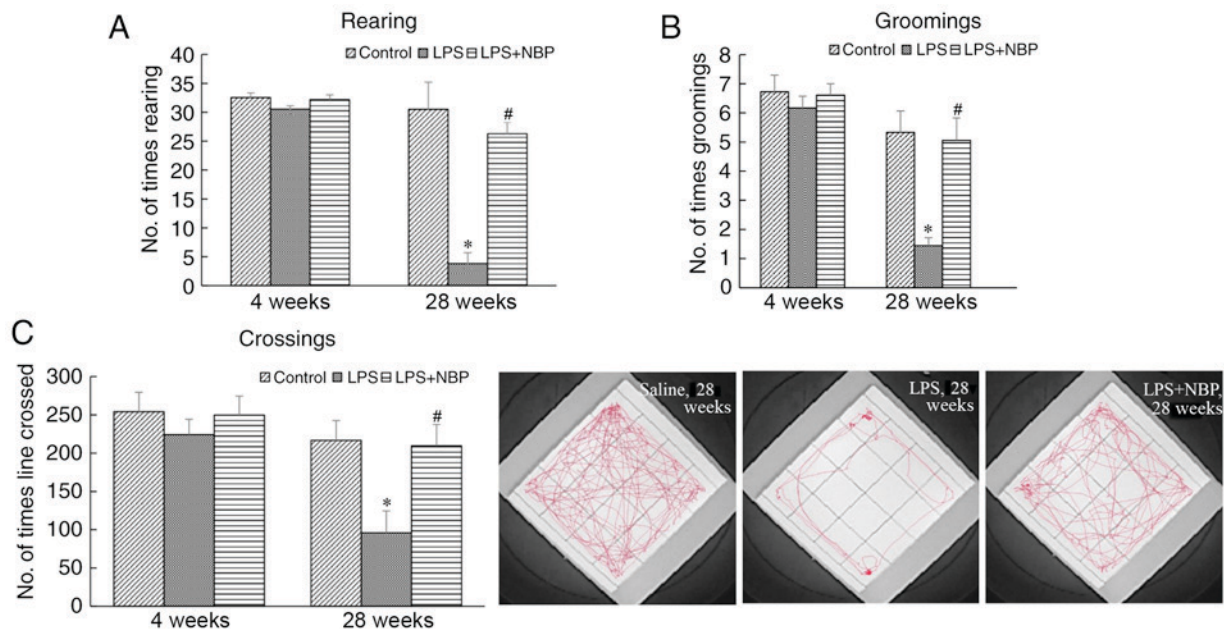 A
Rearing
Control LPS LPS+NBP
No. of times rearing
40
35
30
25
20
15
10
5
0
*
#
4 weeks
28 weeks
B
Groomings
Control LPS LPS+NBP
No. of times groomings
8
7
6
5
4
3
2
1
0
*
#
4 weeks
28 weeks
C
Crossings
Control LPS LPS+NBP
No. of times line crossed
300
250
200
150
100
50
0
*
#
4 weeks
28 weeks
Saline, 28
weeks
LPS, 28
weeks
LPS+NBP,
28 weeks